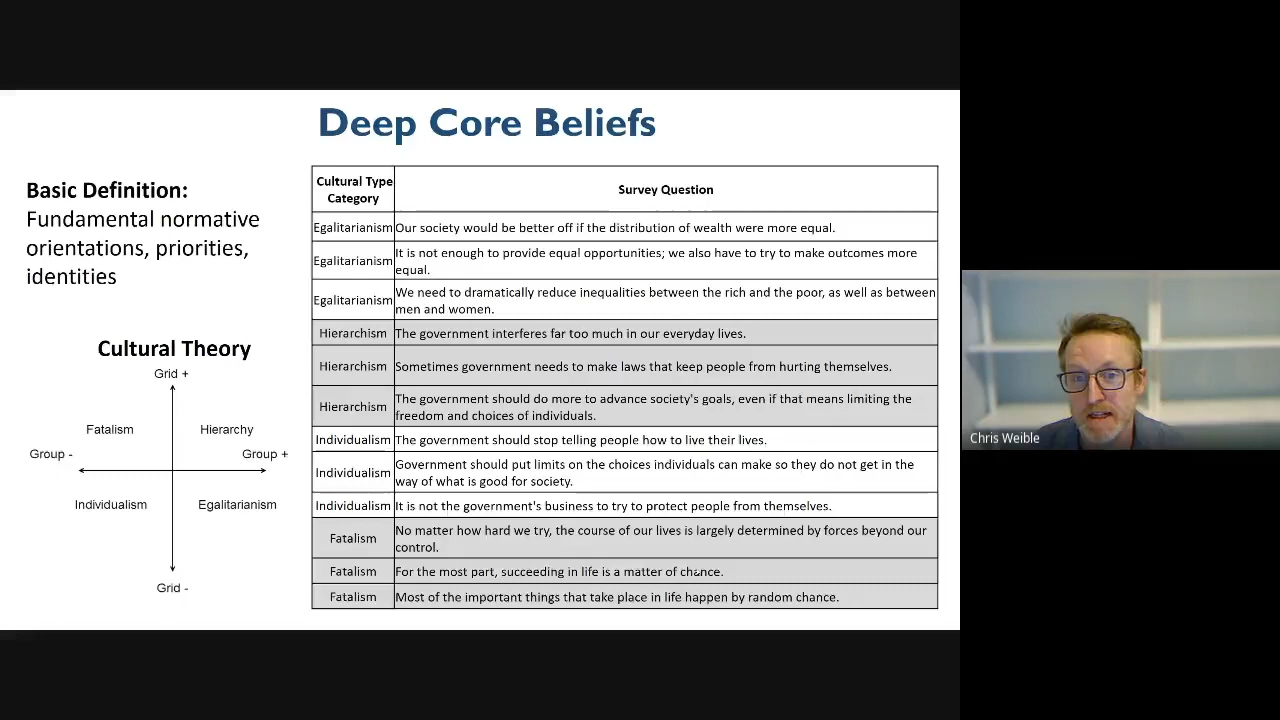 Deep Core Beliefs
Basic Definition:
Fundamental normative
orientations, priorities,
identities
Cultural Theory
Grid +
Fatalism
Hierarchy
Group -
Group +
Individualism
Egalitarianism
Grid -
Cultural Type
Category
Survey Question
Egalitarianism
Our society would be better off if the distribution of wealth were more equal.
Egalitarianism
It is not enough to provide equal opportunities; we also have to try to make outcomes more
equal.
Egalitarianism
We need to dramatically reduce inequalities between the rich and the poor, as well as between
men and women.
Hierarchism
The government interferes far too much in our everyday lives.
Hierarchism
Sometimes government needs to make laws that keep people from hurting themselves.
Hierarchism
The government should do more to advance society's goals, even if that means limiting the
freedom and choices of individuals.
Individualism
The government should stop telling people how to live their lives.
Individualism
Government should put limits on the choices individuals can make so they do not get in the
way of what is good for society.
Individualism
It is not the government's business to try to protect people from themselves.
Fatalism
No matter how hard we try, the course of our lives is largely determined by forces beyond our
control.
Fatalism
For the most part, succeeding in life is a matter of chance.
Fatalism
Most of the important things that take place in life happen by random chance.
Chris Weible